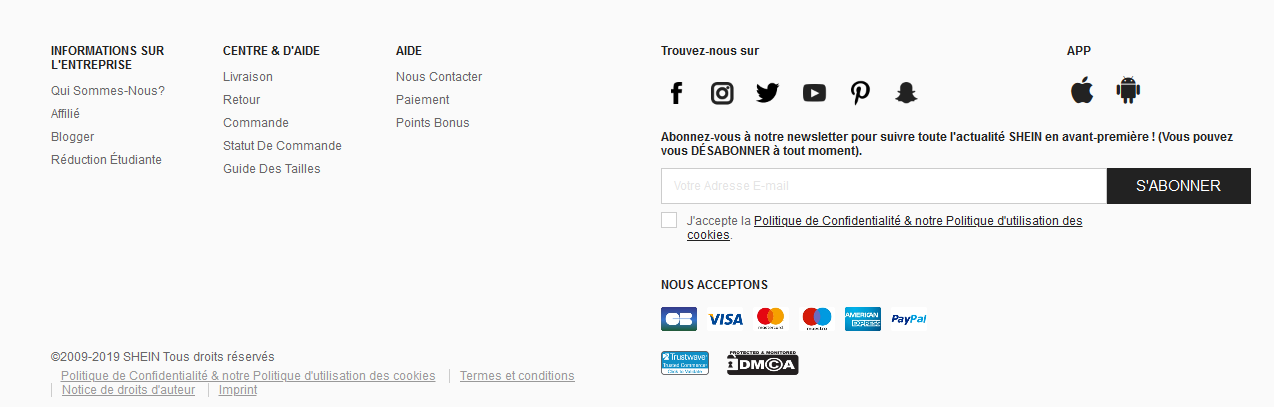 INFORMATIONS SUR
L'ENTREPRISE
Qui Sommes-Nous?
Affilié
Blogger
Réduction Étudiante
CENTRE & D'AIDE
Livraison
Retour
Commande
Statut De Commande
Guide Des Tailles
AIDE
Nous Contacter
Paiement
Points Bonus
Trouvez-nous sur
APP
Abonnez-vous à notre newsletter pour suivre toute l'actualité SHEIN en avant-première ! (Vous pouvez
vous DÉSABONNER à tout moment).
Votre Adresse E-mail
S'ABONNER
J'accepte la Politique de Confidentialité & notre Politique d'utilisation des
cookies.
NOUS ACCEPTONS
CB
VISA
mastercard
maestro
AMERICAN
EXPRESS
PayPal
Trustwave
Trusted Commerce
Click to Validate
PROTECTED & MONITORED
DMCA
©2009-2019 SHEIN Tous droits réservés
Politique de Confidentialité & notre Politique d'utilisation des cookies Termes et conditions
Notice de droits d'auteur Imprint